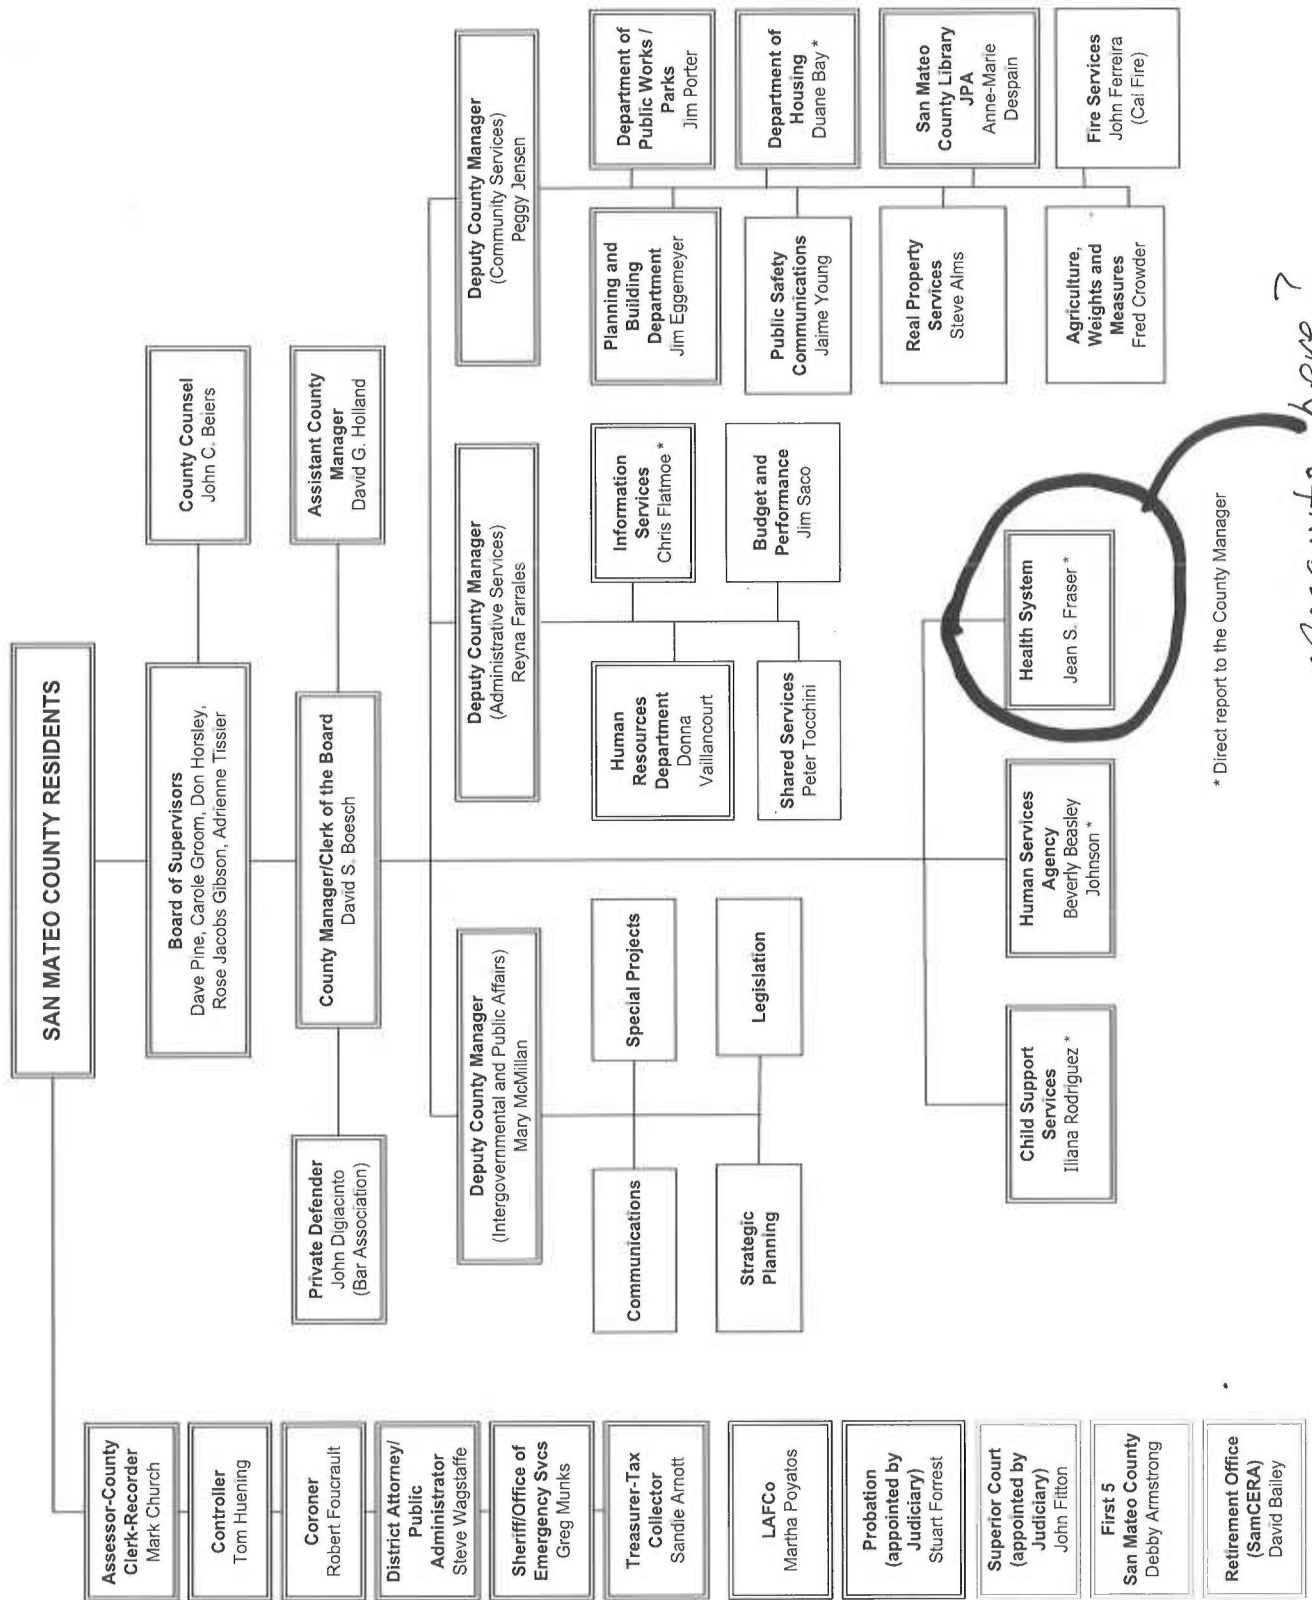 SAN MATEO COUNTY RESIDENTS
Board of Supervisors
Dave Pine, Carole Groom, Don Horsley,
Rose Jacobs Gibson, Adrienne Tissier
County Counsel
John C. Beiers
County Manager/Clerk of the Board
David S. Boesch
Assistant County
Manager
David G. Holland
Private Defender
John Digiacinto
(Bar Association)
Assessor-County
Clerk-Recorder
Mark Church
Controller
Tom Huening
Coroner
Robert Foucrault
District Attorney/
Public
Administrator
Steve Wagstaffe
Sheriff/Office of
Emergency Svcs
Greg Munks
Treasurer-Tax
Collector
Sandie Arnott
LAFCo
Martha Poyatos
Probation
(appointed by
Judiciary)
Stuart Forrest
Superior Court
(appointed by
Judiciary)
John Fitton
First 5
San Mateo County
Debby Armstrong
Retirement Office
(SamCERA)
David Bailey
Deputy County Manager
(Intergovernmental and Public Affairs)
Mary McMillan
Communications
Special Projects
Strategic
Planning
Legislation
Deputy County Manager
(Administrative Services)
Reyna Farrales
Human
Resources
Department
Donna
Vaillancourt
Information
Services
Chris Flatmoe *
Shared Services
Peter Tocchini
Budget and
Performance
Jim Saco
Deputy County Manager
(Community Services)
Peggy Jensen
Planning and
Building
Department
Jim Eggemeyer
Department of
Public Works /
Parks
Jim Porter
Public Safety
Communications
Jaime Young
Department of
Housing
Duane Bay *
Real Property
Services
Steve Alms
San Mateo
County Library
JPA
Anne-Marie
Despain
Agriculture,
Weights and
Measures
Fred Crowder
Fire Services
John Ferreira
(Cal Fire)
Child Support
Services
Iliana Rodriguez *
Human Services
Agency
Beverly Beasley
Johnson *
Health System
Jean S. Fraser *
* Direct report to the County Manager
here ?